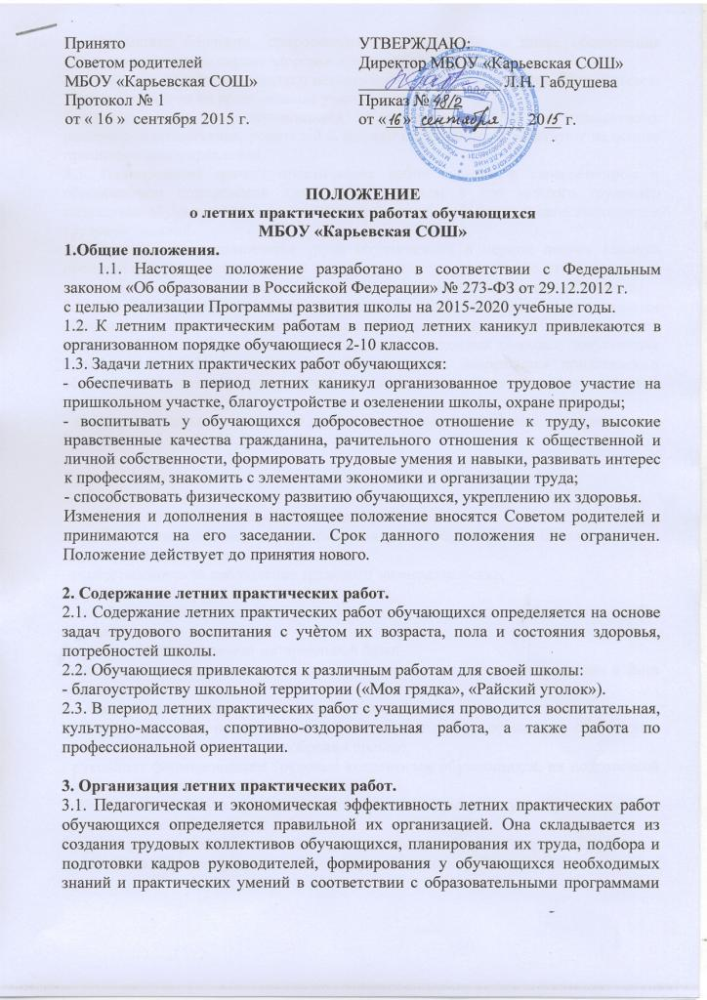 Принято
Советом родителей
МБОУ «Карьевская СОШ»
Протокол № 1
от « 16 » сентября 2015 г.
УТВЕРЖДАЮ:
Директор МБОУ «Карьевская СОШ»
Л.Н. Габдушева
Приказ № 48/2
от «16» сентября 2015 г.
ПОЛОЖЕНИЕ
о летних практических работах обучающихся
МБОУ «Карьевская СОШ»
1.Общие положения.
1.1. Настоящее положение разработано в соответствии с Федеральным
законом «Об образовании в Российской Федерации» № 273-ФЗ от 29.12.2012 г.
с целью реализации Программы развития школы на 2015-2020 учебные годы.
1.2. К летним практическим работам в период летних каникул привлекаются в
организованном порядке обучающиеся 2-10 классов.
1.3. Задачи летних практических работ обучающихся:
- обеспечивать в период летних каникул организованное трудовое участие на
пришкольном участке, благоустройстве и озеленении школы, охране природы;
- воспитывать у обучающихся добросовестное отношение к труду, высокие
нравственные качества гражданина, рачительного отношения к общественной и
личной собственности, формировать трудовые умения и навыки, развивать интерес
к профессиям, знакомить с элементами экономики и организации труда;
- способствовать физическому развитию обучающихся, укреплению их здоровья.
Изменения и дополнения в настоящее положение вносятся Советом родителей и
принимаются на его заседании. Срок данного положения не ограничен.
Положение действует до принятия нового.
2. Содержание летних практических работ.
2.1. Содержание летних практических работ обучающихся определяется на основе
задач трудового воспитания с учѐтом их возраста, пола и состояния здоровья,
потребностей школы.
2.2. Обучающиеся привлекаются к различным работам для своей школы:
- благоустройству школьной территории («Моя грядка», «Райский уголок»).
2.3. В период летних практических работ с учащимися проводится воспитательная,
культурно-массовая, спортивно-оздоровительная работа, а также работа по
профессиональной ориентации.
3. Организация летних практических работ.
3.1. Педагогическая и экономическая эффективность летних практических работ
обучающихся определяется правильной их организацией. Она складывается из
создания трудовых коллективов обучающихся, планирования их труда, подбора и
подготовки кадров руководителей, формирования у обучающихся необходимых
знаний и практических умений в соответствии с образовательными программами